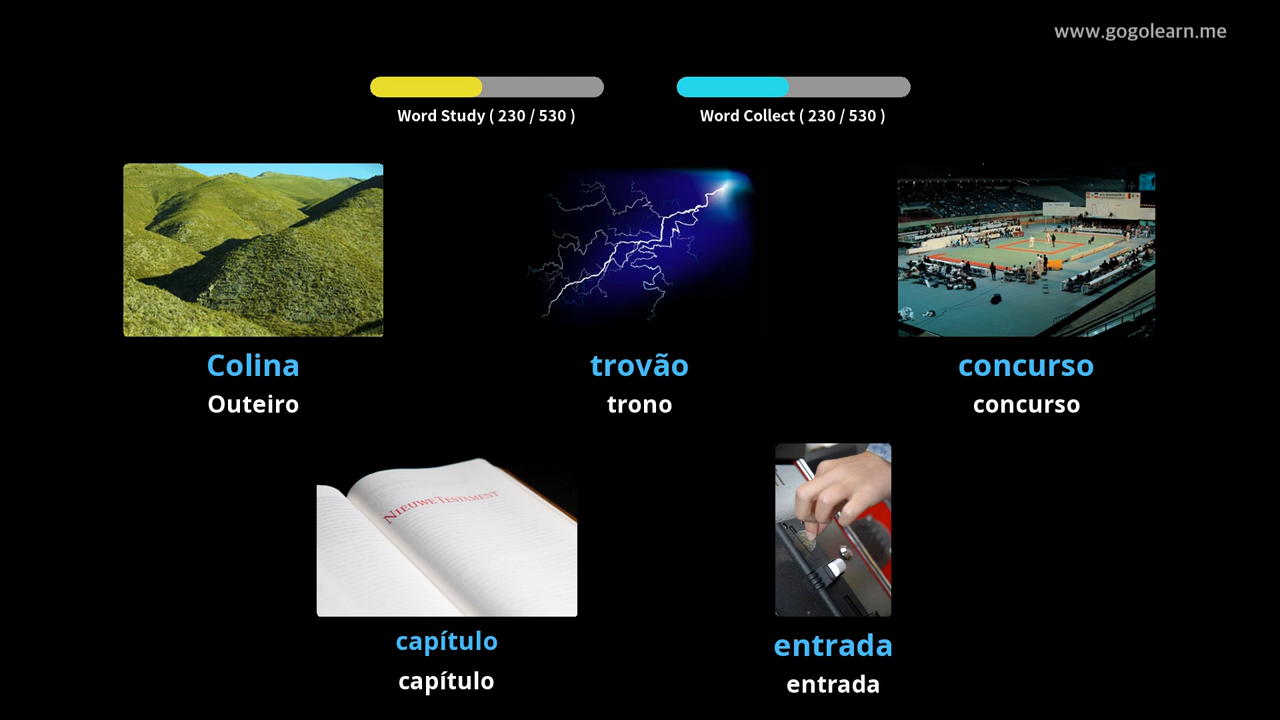 www.gogolearn.me
Word Study ( 230 / 530 )
Word Collect ( 230 / 530 )
Colina
Outeiro
trovão
trono
concurso
concurso
NIEUWE TESTAMENT
capítulo
capítulo
entrada
entrada